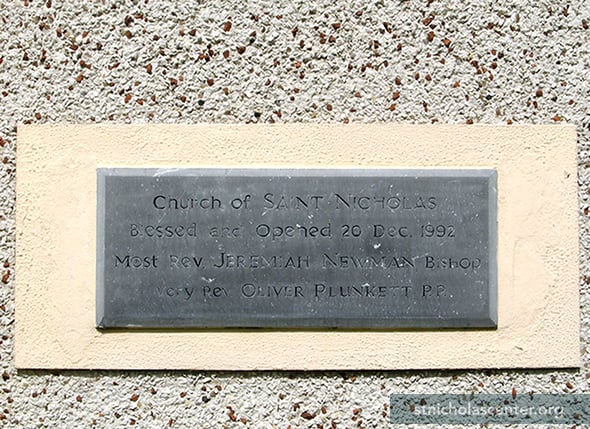 Church of SAINT NICHOLAS
Blessed and Opened 20 Dec. 1992
Most Rev. JEREMIAH NEWMAN Bishop
Very Rev. OLIVER PLUNKETT P.P.
stnicholascenter.org